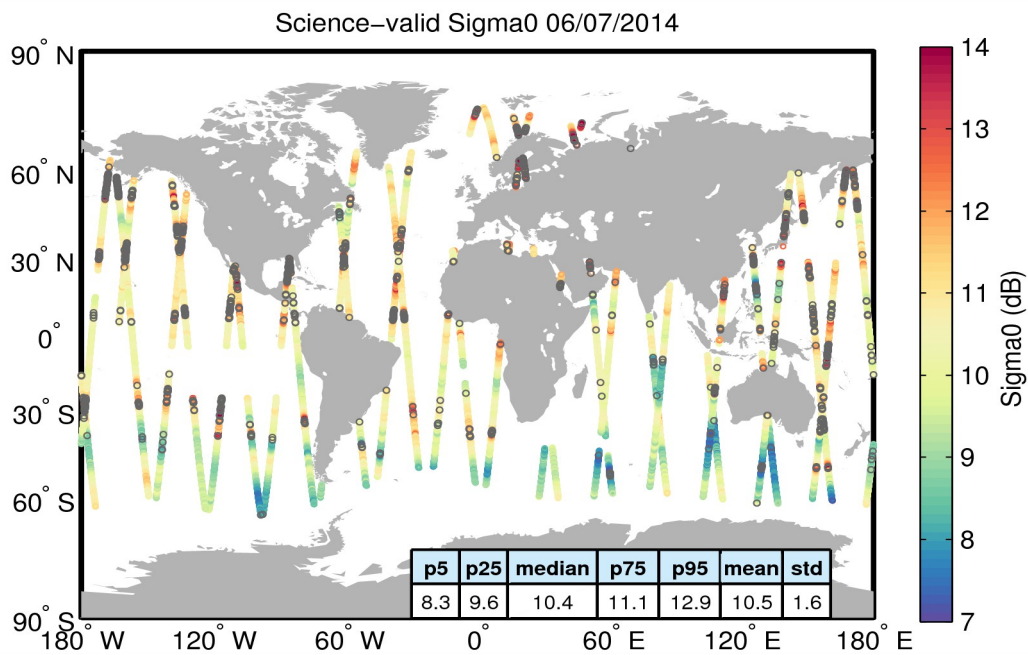 Science−valid Sigma0 06/07/2014
90° N
60° N
30° N
0°
30° S
60° S
90° S
180° W
120° W
60° W
0°
60° E
120° E
180° E
p5 p25 median p75 p95 mean std
8.3 9.6 10.4 11.1 12.9 10.5 1.6
14
13
12
11
10
9
8
7
Sigma0 (dB)